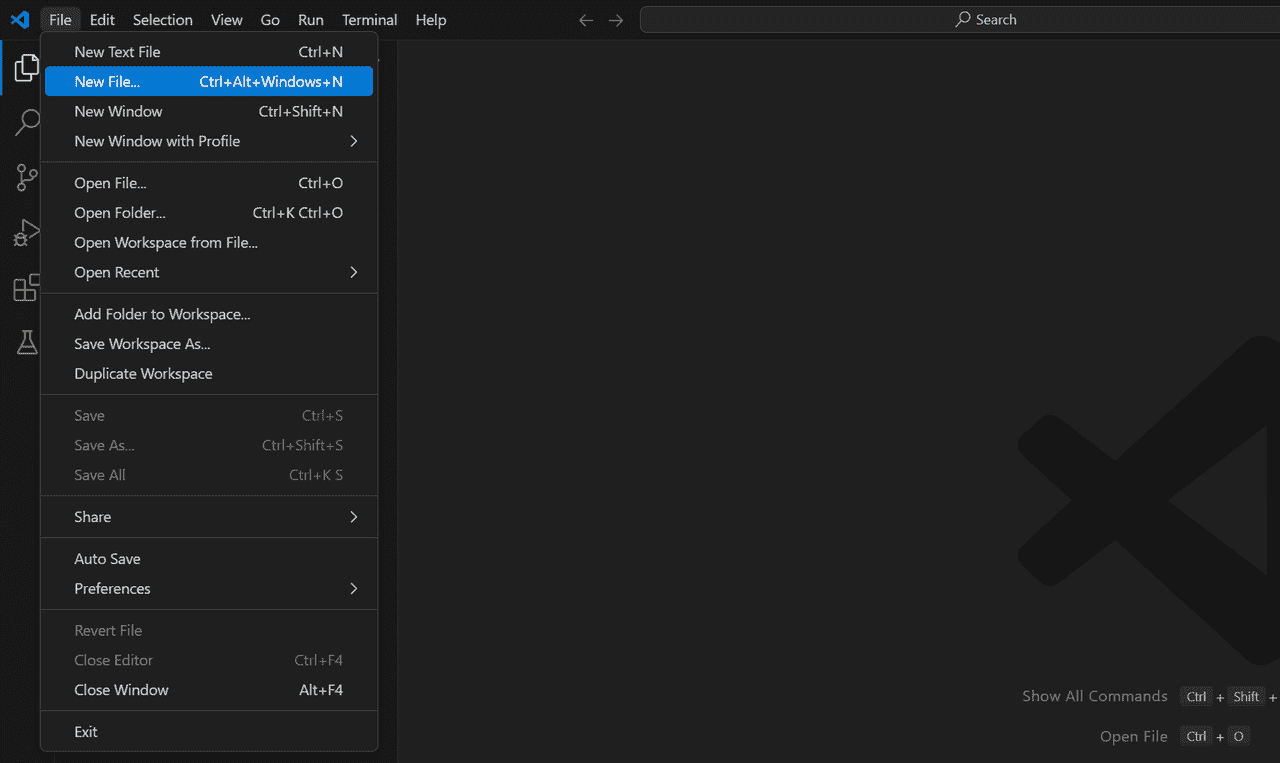 File Edit Selection View Go Run Terminal Help
Search
New Text File Ctrl+N
New File... Ctrl+Alt+Windows+N
New Window Ctrl+Shift+N
New Window with Profile
Open File... Ctrl+O
Open Folder... Ctrl+K Ctrl+O
Open Workspace from File...
Open Recent
Add Folder to Workspace...
Save Workspace As...
Duplicate Workspace
Save Ctrl+S
Save As... Ctrl+Shift+S
Save All Ctrl+K S
Share
Auto Save
Preferences
Revert File
Close Editor Ctrl+F4
Close Window Alt+F4
Exit
Show All Commands Ctrl + Shift +
Open File Ctrl + O